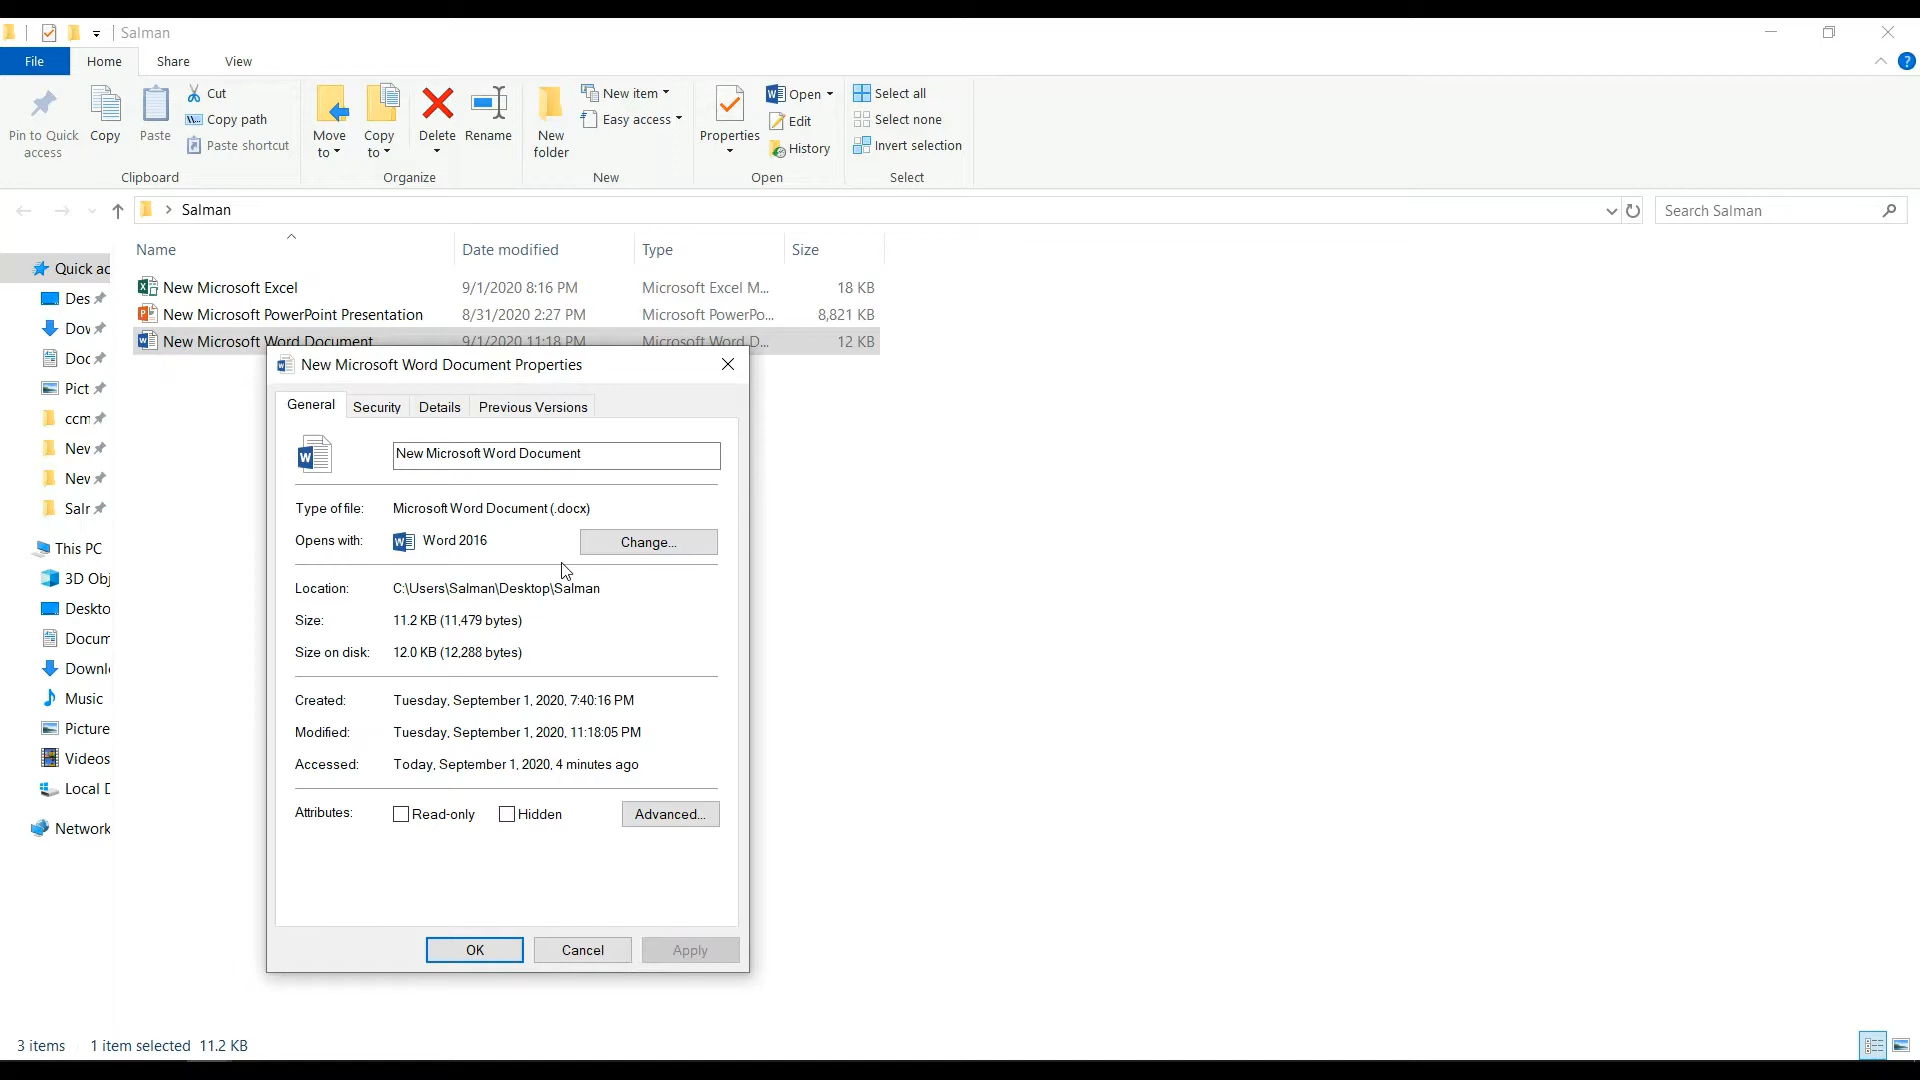 Salman
File Home Share View
Pin to Quick access
Copy
Paste
Cut
Copy path
Paste shortcut
Clipboard
Move to
Copy to
Delete
Rename
Organize
New folder
New item
Easy access
New
Properties
Open
Edit
History
Open
Select all
Select none
Invert selection
Select
Salman
Search Salman
Name Date modified Type Size
New Microsoft Excel 9/1/2020 8:16 PM Microsoft Excel M... 18 KB
New Microsoft PowerPoint Presentation 8/31/2020 2:27 PM Microsoft PowerPo... 8,821 KB
New Microsoft Word Document 9/1/2020 11:18 PM Microsoft Word D... 12 KB
Quick ac
Des
Dov
Doc
Pict
ccm
New
New
Salr
This PC
3D Obj
Deskto
Docum
Downl
Music
Picture
Videos
Local D
Network
New Microsoft Word Document Properties
General Security Details Previous Versions
New Microsoft Word Document
Type of file: Microsoft Word Document (.docx)
Opens with: Word 2016 Change...
Location: C:\Users\Salman\Desktop\Salman
Size: 11.2 KB (11,479 bytes)
Size on disk: 12.0 KB (12,288 bytes)
Created: Tuesday, September 1, 2020, 7:40:16 PM
Modified: Tuesday, September 1, 2020, 11:18:05 PM
Accessed: Today, September 1, 2020, 4 minutes ago
Attributes: Read-only Hidden Advanced...
OK Cancel Apply
3 items 1 item selected 11.2 KB